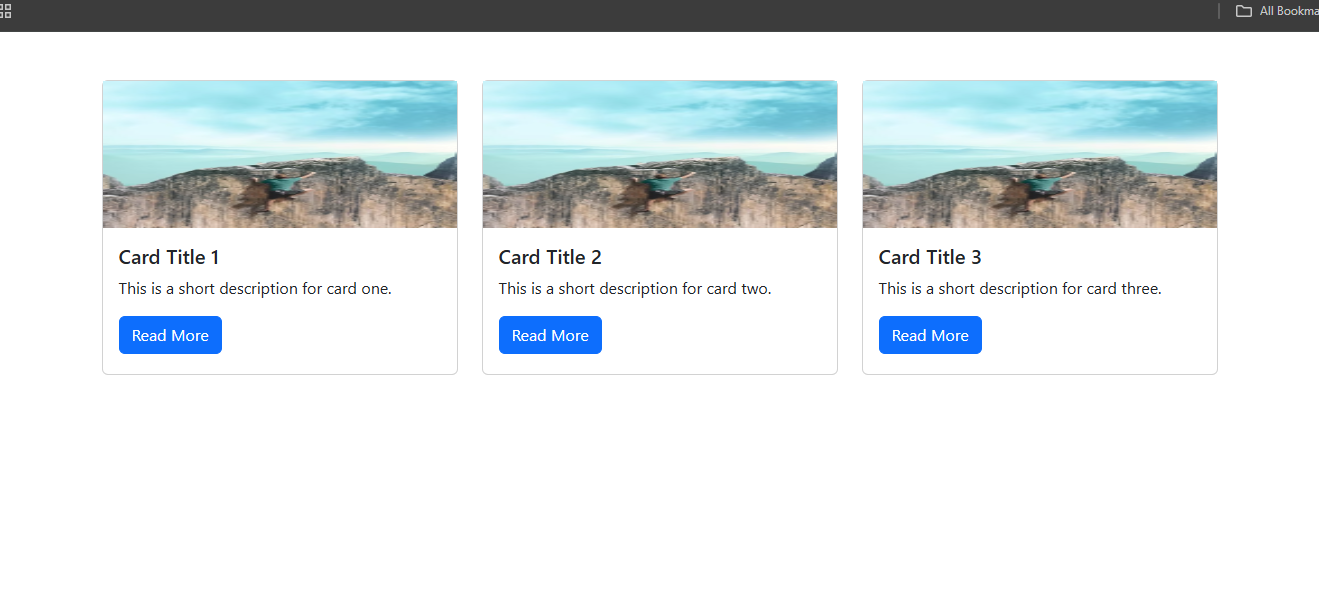 All Bookma
Card Title 1
This is a short description for card one.
Read More
Card Title 2
This is a short description for card two.
Read More
Card Title 3
This is a short description for card three.
Read More